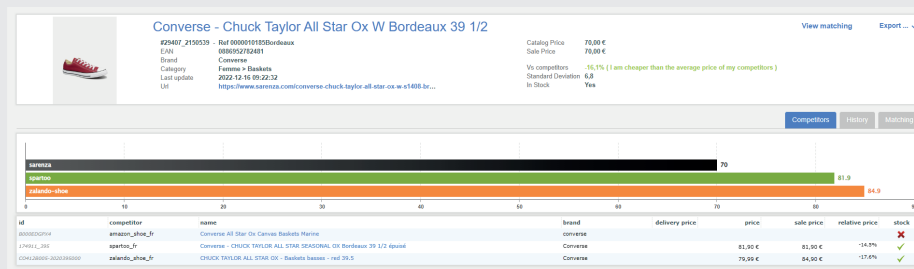 Converse - Chuck Taylor All Star Ox W Bordeaux 39 1/2
View matching Export ...
#29407_2150539 - Ref 0000010185Bordeaux
EAN 0886952782481
Brand Converse
Category Femme > Baskets
Last update 2022-12-16 09:22:32
Url https://www.sarenza.com/converse-chuck-taylor-all-star-ox-w-s1408-br...
Catalog Price 70,00 €
Sale Price 70,00 €
Vs competitors -16,1% ( I am cheaper than the average price of my competitors )
Standard Deviation 6,8
In Stock Yes
Competitors History Matching
sarenza 70
spartoo 81.9
zalando-shoe 84.9
0 10 20 30 40 50 60 70 80
id competitor name brand delivery price price sale price relative price stock
amazon_shoe_fr Converse All Star Ox Canvas Baskets Marine converse
spartoo_fr Converse - CHUCK TAYLOR ALL STAR SEASONAL OX Bordeaux 39 1/2 épuisé Converse 81,90 € 81,90 € -14.5%
zalando_shoe_fr CHUCK TAYLOR ALL STAR OX - Baskets basses - red 39.5 Converse 79,99 € 84,90 € -17.6%